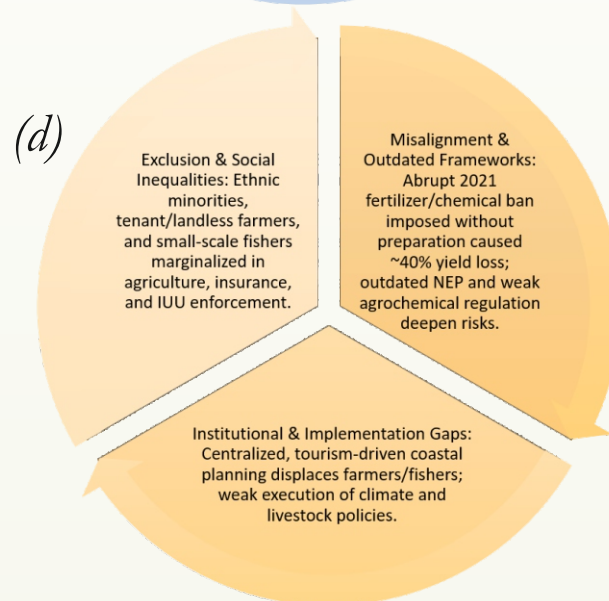 (d)
Exclusion & Social
Inequalities: Ethnic
minorities,
tenant/landless farmers,
and small-scale fishers
marginalized in
agriculture, insurance,
and IUU enforcement.
Misalignment &
Outdated Frameworks:
Abrupt 2021
fertilizer/chemical ban
imposed without
preparation caused
~40% yield loss;
outdated NEP and weak
agrochemical regulation
deepen risks.
Institutional & Implementation Gaps:
Centralized, tourism-driven coastal
planning displaces farmers/fishers;
weak execution of climate and
livestock policies.